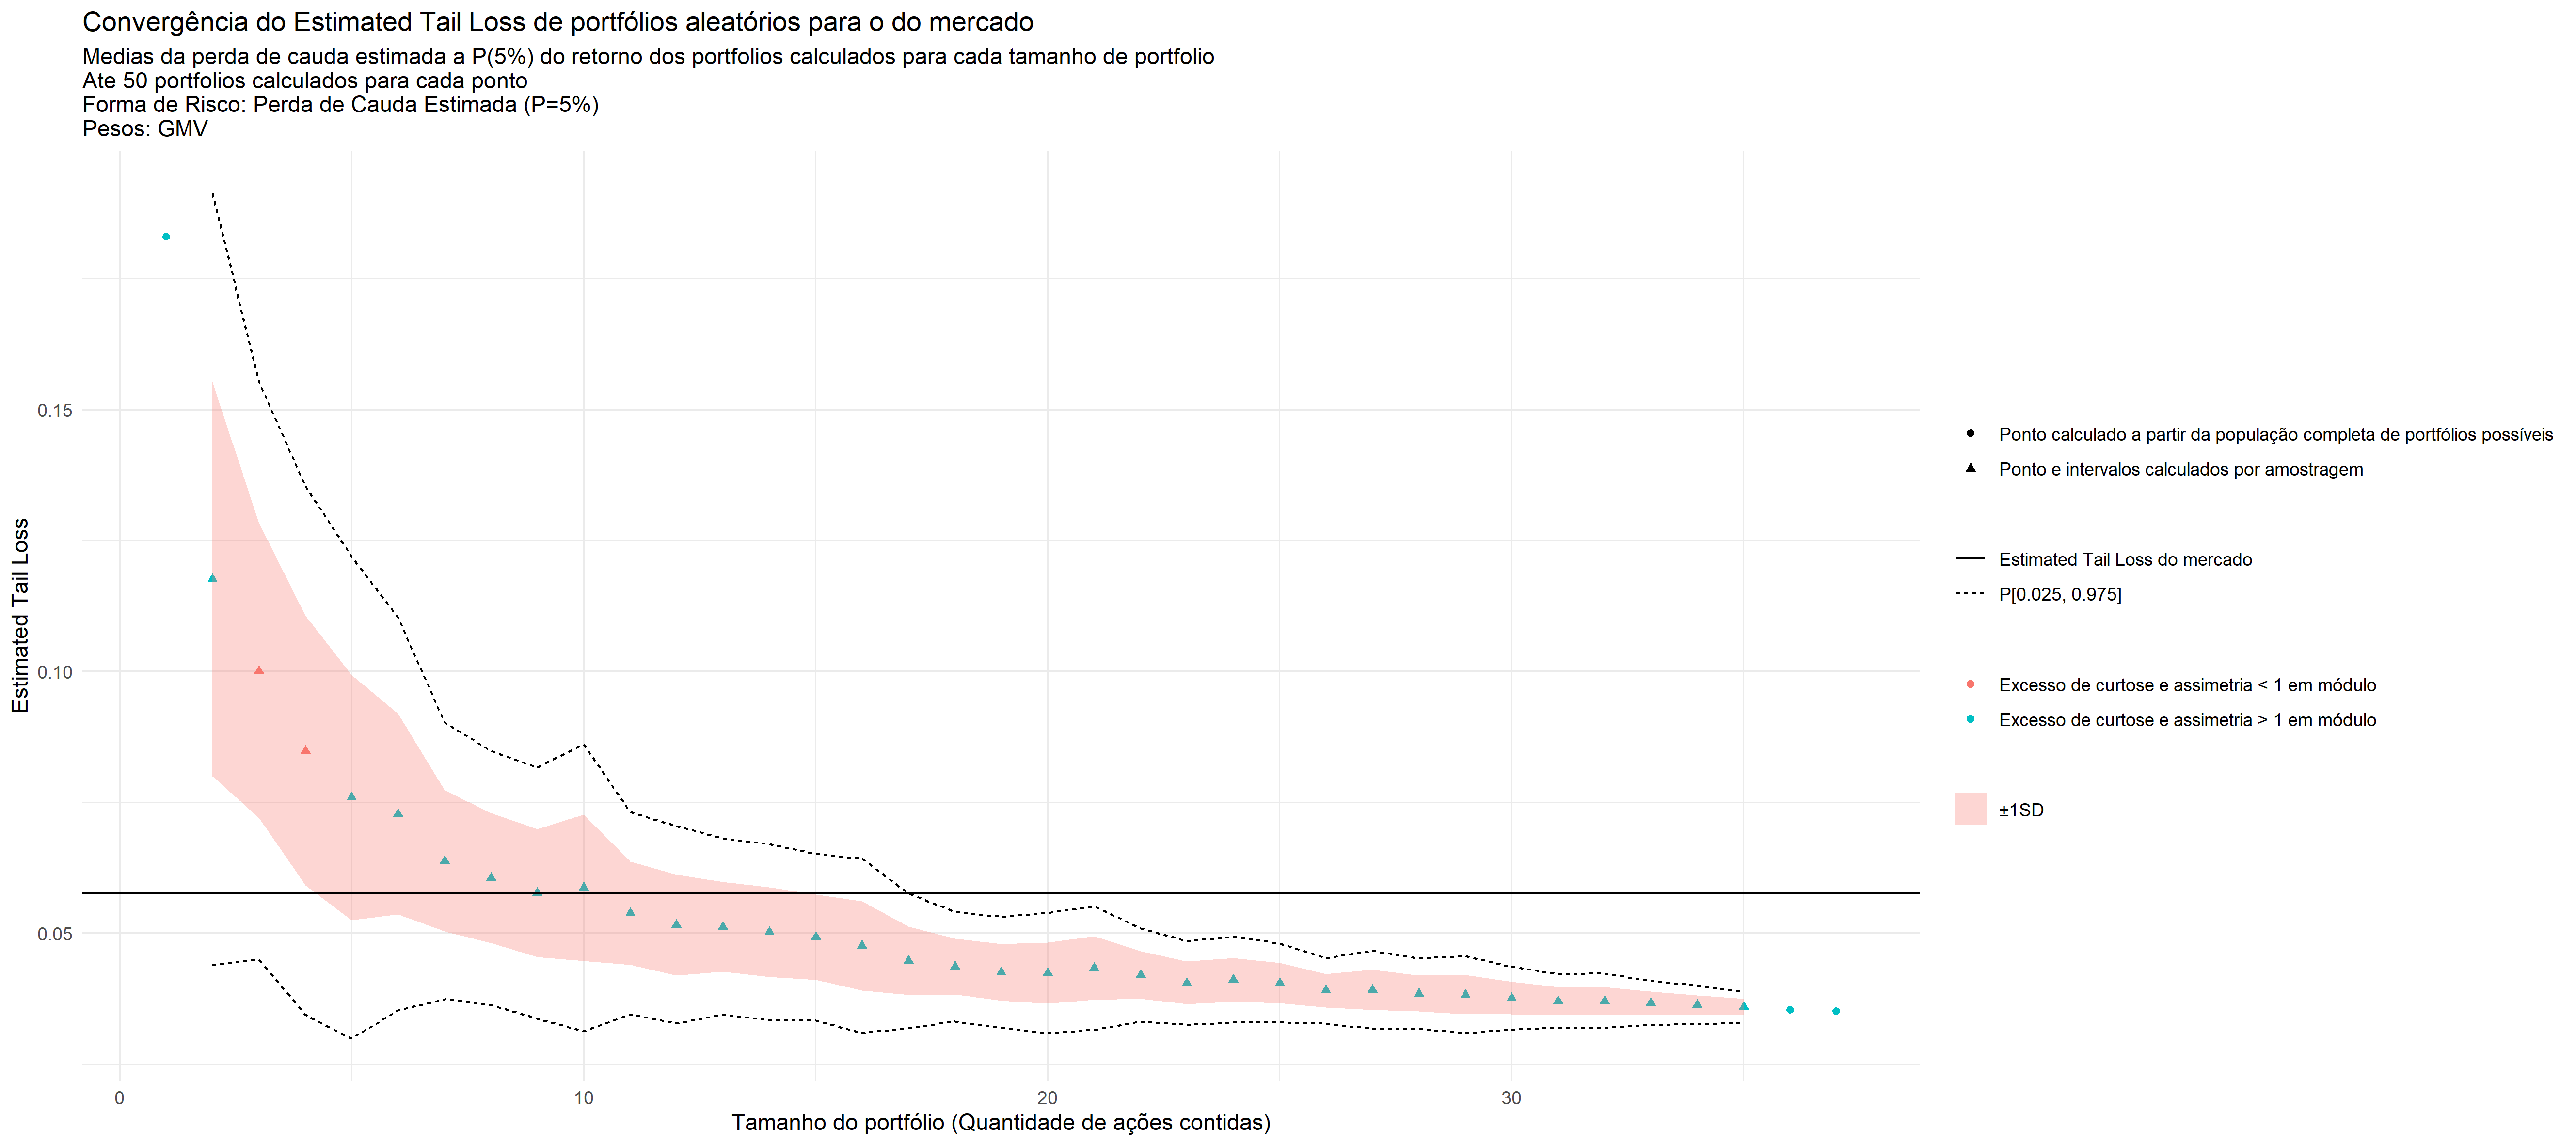 Convergência do Estimated Tail Loss de portfólios aleatórios para o do mercado
Medias da perda de cauda estimada a P(5%) do retorno dos portfolios calculados para cada tamanho de portfolio
Ate 50 portfolios calculados para cada ponto
Forma de Risco: Perda de Cauda Estimada (P=5%)
Pesos: GMV
Estimated Tail Loss
0.15
0.10
0.05
0
10
20
30
Tamanho do portfólio (Quantidade de ações contidas)
Ponto calculado a partir da população completa de portfólios possíveis
Ponto e intervalos calculados por amostragem
Estimated Tail Loss do mercado
P[0.025, 0.975]
Excesso de curtose e assimetria < 1 em módulo
Excesso de curtose e assimetria > 1 em módulo
±1SD